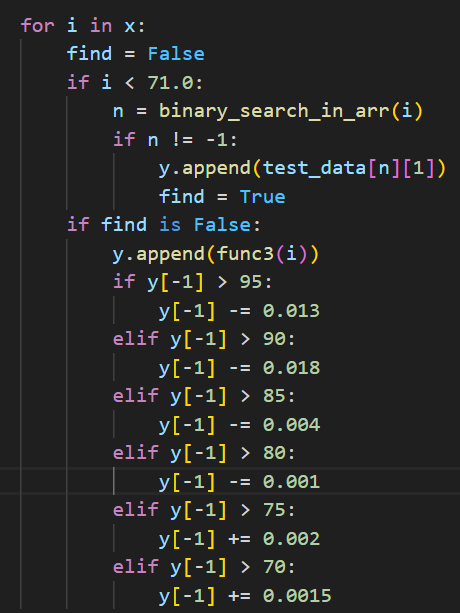 for i in x:
    find = False
    if i < 71.0:
        n = binary_search_in_arr(i)
        if n != -1:
            y.append(test_data[n][1])
            find = True
    if find is False:
        y.append(func3(i))
        if y[-1] > 95:
            y[-1] -= 0.013
        elif y[-1] > 90:
            y[-1] -= 0.018
        elif y[-1] > 85:
            y[-1] -= 0.004
        elif y[-1] > 80:
            y[-1] -= 0.001
        elif y[-1] > 75:
            y[-1] += 0.002
        elif y[-1] > 70:
            y[-1] += 0.0015